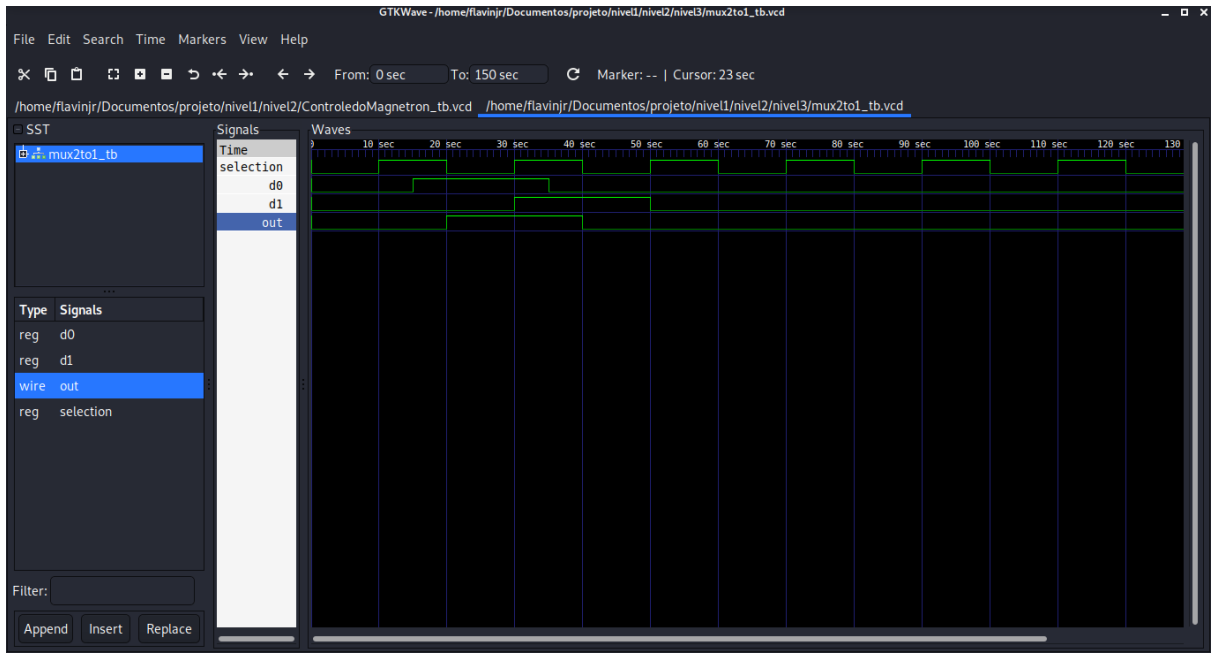 GTKWave - /home/flavinjr/Documentos/projeto/nivel1/nivel2/nivel3/mux2to1_tb.vcd
File Edit Search Time Markers View Help
From: 0 sec To: 150 sec Marker: -- | Cursor: 23 sec
/home/flavinjr/Documentos/projeto/nivel1/nivel2/ControledoMagnetron_tb.vcd /home/flavinjr/Documentos/projeto/nivel1/nivel2/nivel3/mux2to1_tb.vcd
SST
mux2to1_tb
Type Signals
reg d0
reg d1
wire out
reg selection
Filter:
Append Insert Replace
Signals
Time
selection
d0
d1
out
Waves
10 sec 20 sec 30 sec 40 sec 50 sec 60 sec 70 sec 80 sec 90 sec 100 sec 110 sec 120 sec 130